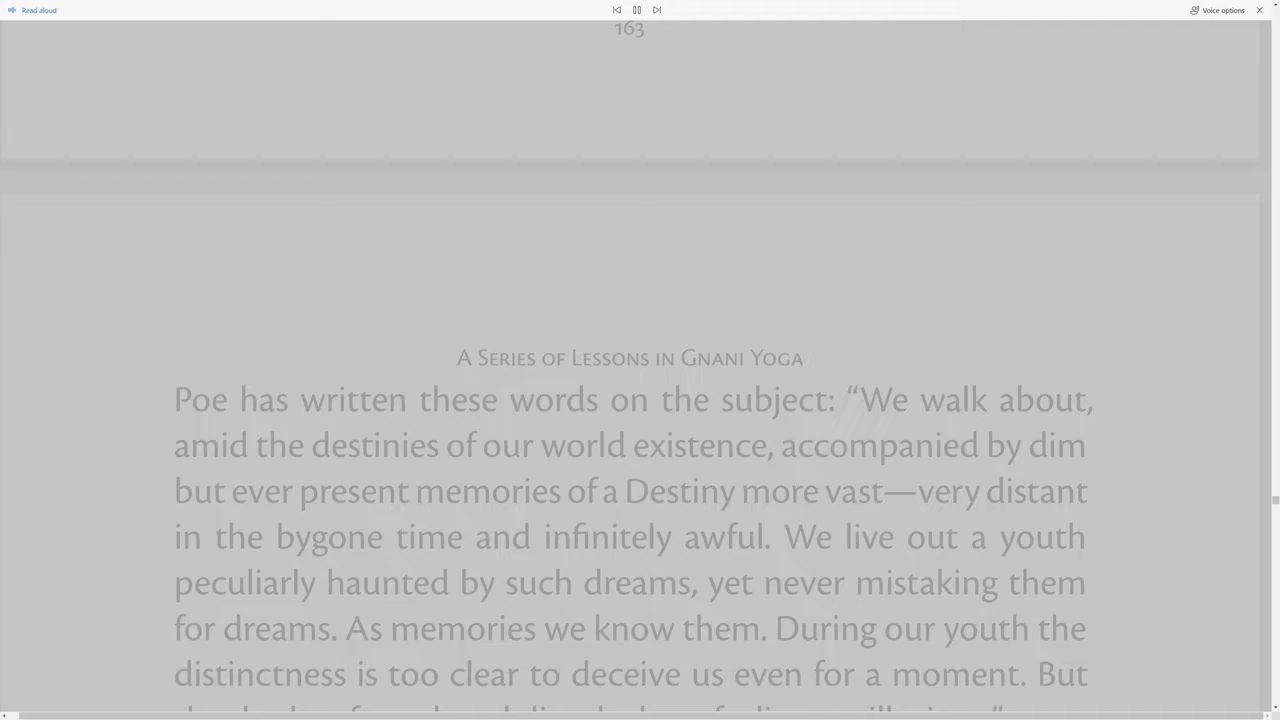 Read aloud
Voice options
163
A Series of Lessons in Gnani Yoga
Poe has written these words on the subject: “We walk about,
amid the destinies of our world existence, accompanied by dim
but ever present memories of a Destiny more vast—very distant
in the bygone time and infinitely awful. We live out a youth
peculiarly haunted by such dreams, yet never mistaking them
for dreams. As memories we know them. During our youth the
distinctness is too clear to deceive us even for a moment. But